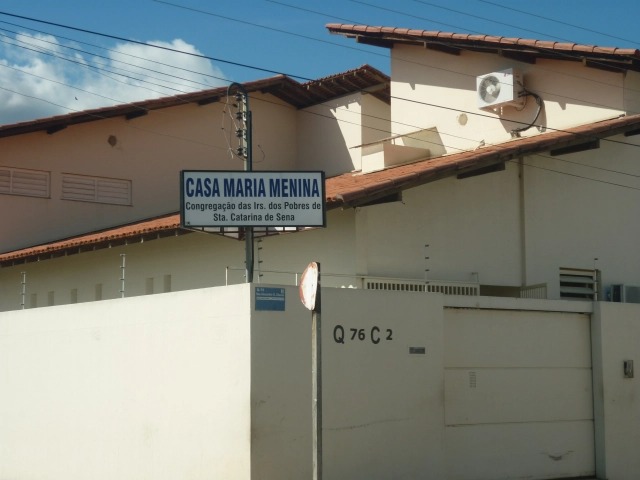 CASA MARIA MENINA
Congregação das Irs. dos Pobres de
Sta. Catarina de Sena
Q 76 C 2